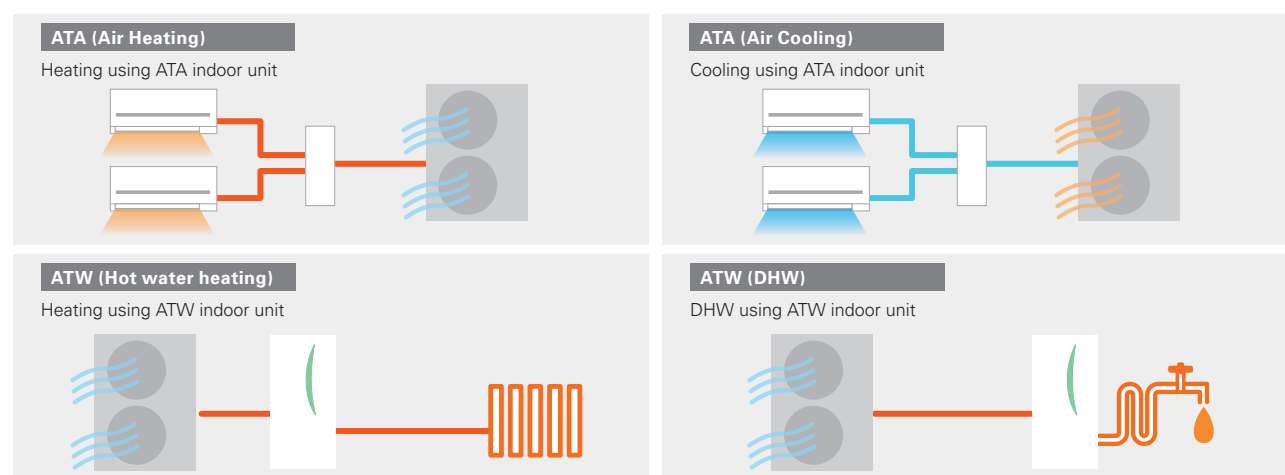 ATA (Air Heating)
Heating using ATA indoor unit
ATA (Air Cooling)
Cooling using ATA indoor unit
ATW (Hot water heating)
Heating using ATW indoor unit
ATW (DHW)
DHW using ATW indoor unit